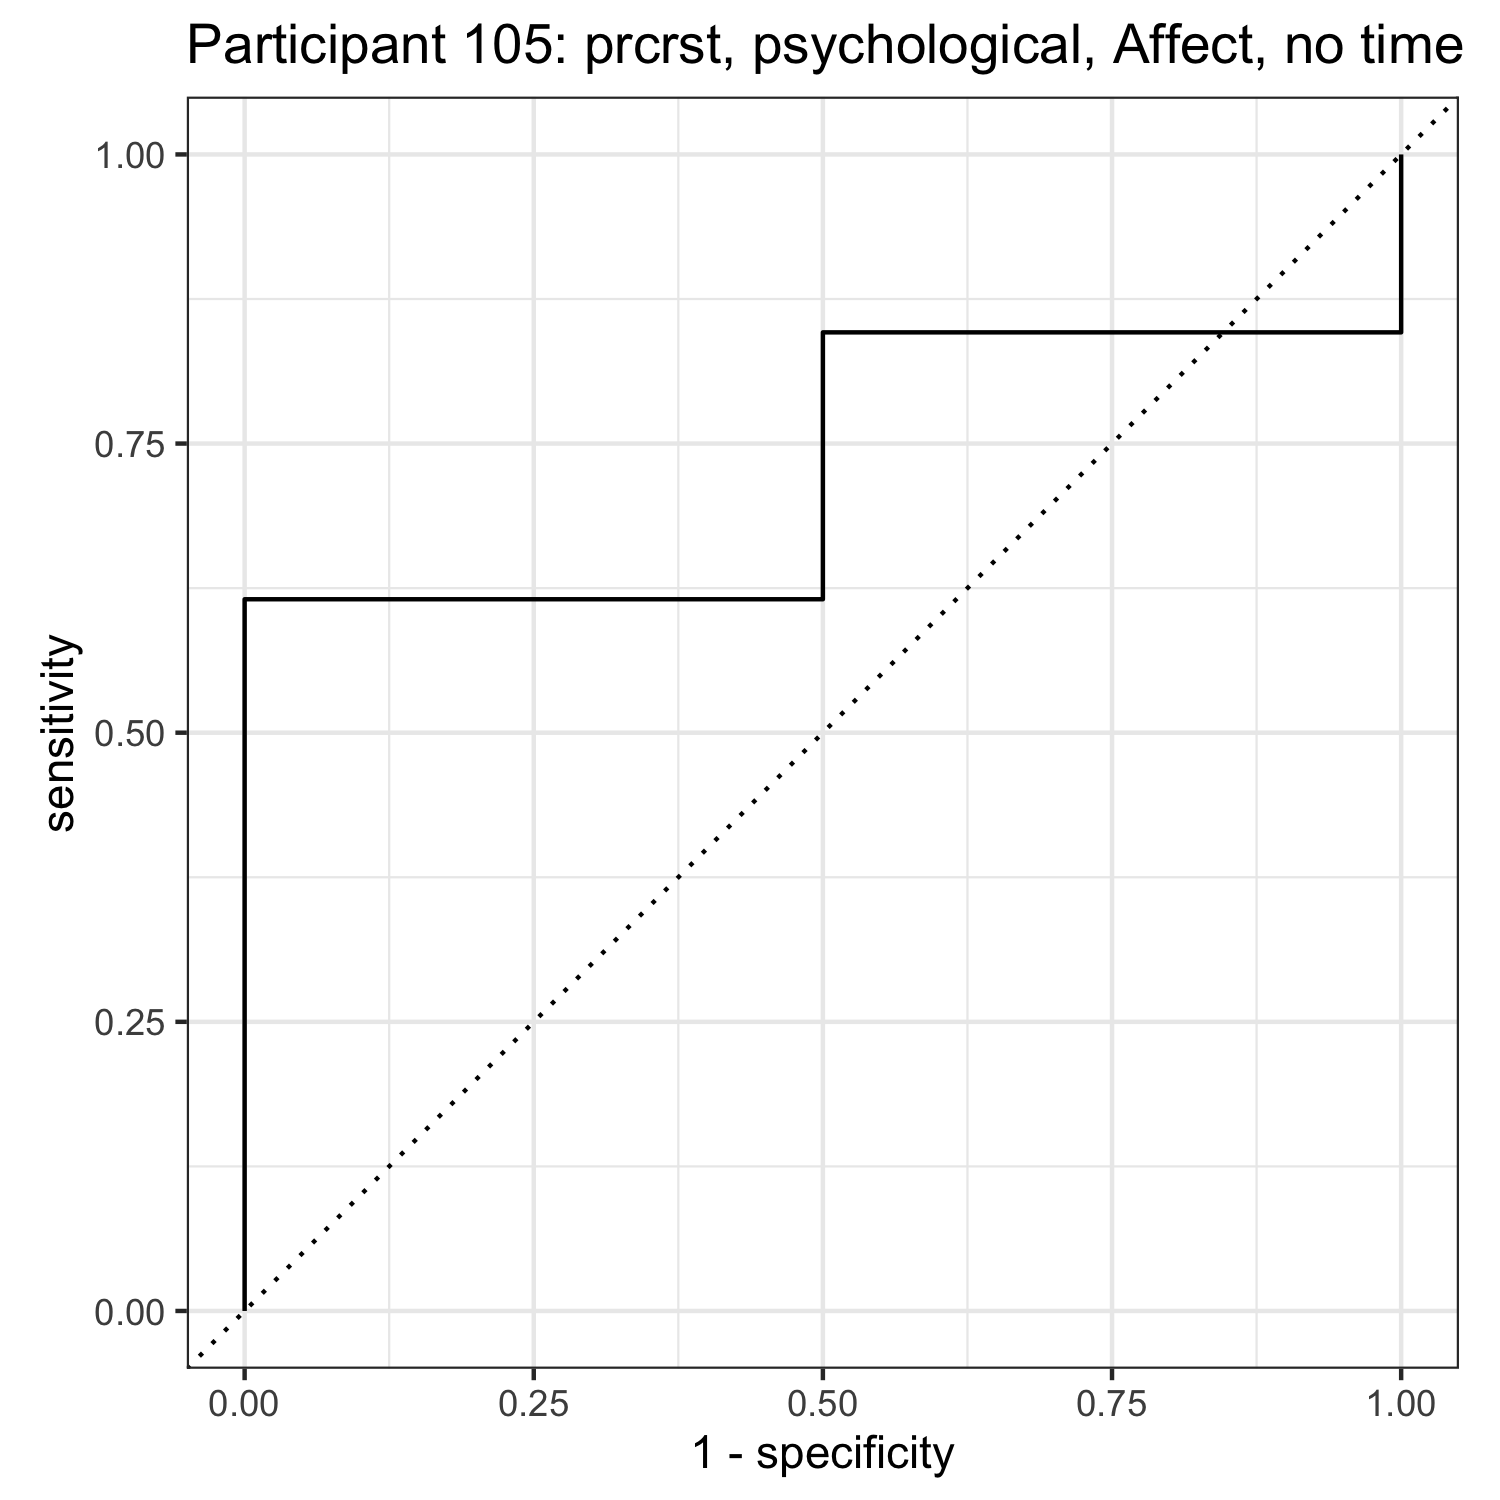 Participant 105: prcrst, psychological, Affect, no time
1.00
0.75
0.50
0.25
0.00
sensitivity
0.00 0.25 0.50 0.75 1.00
1 - specificity